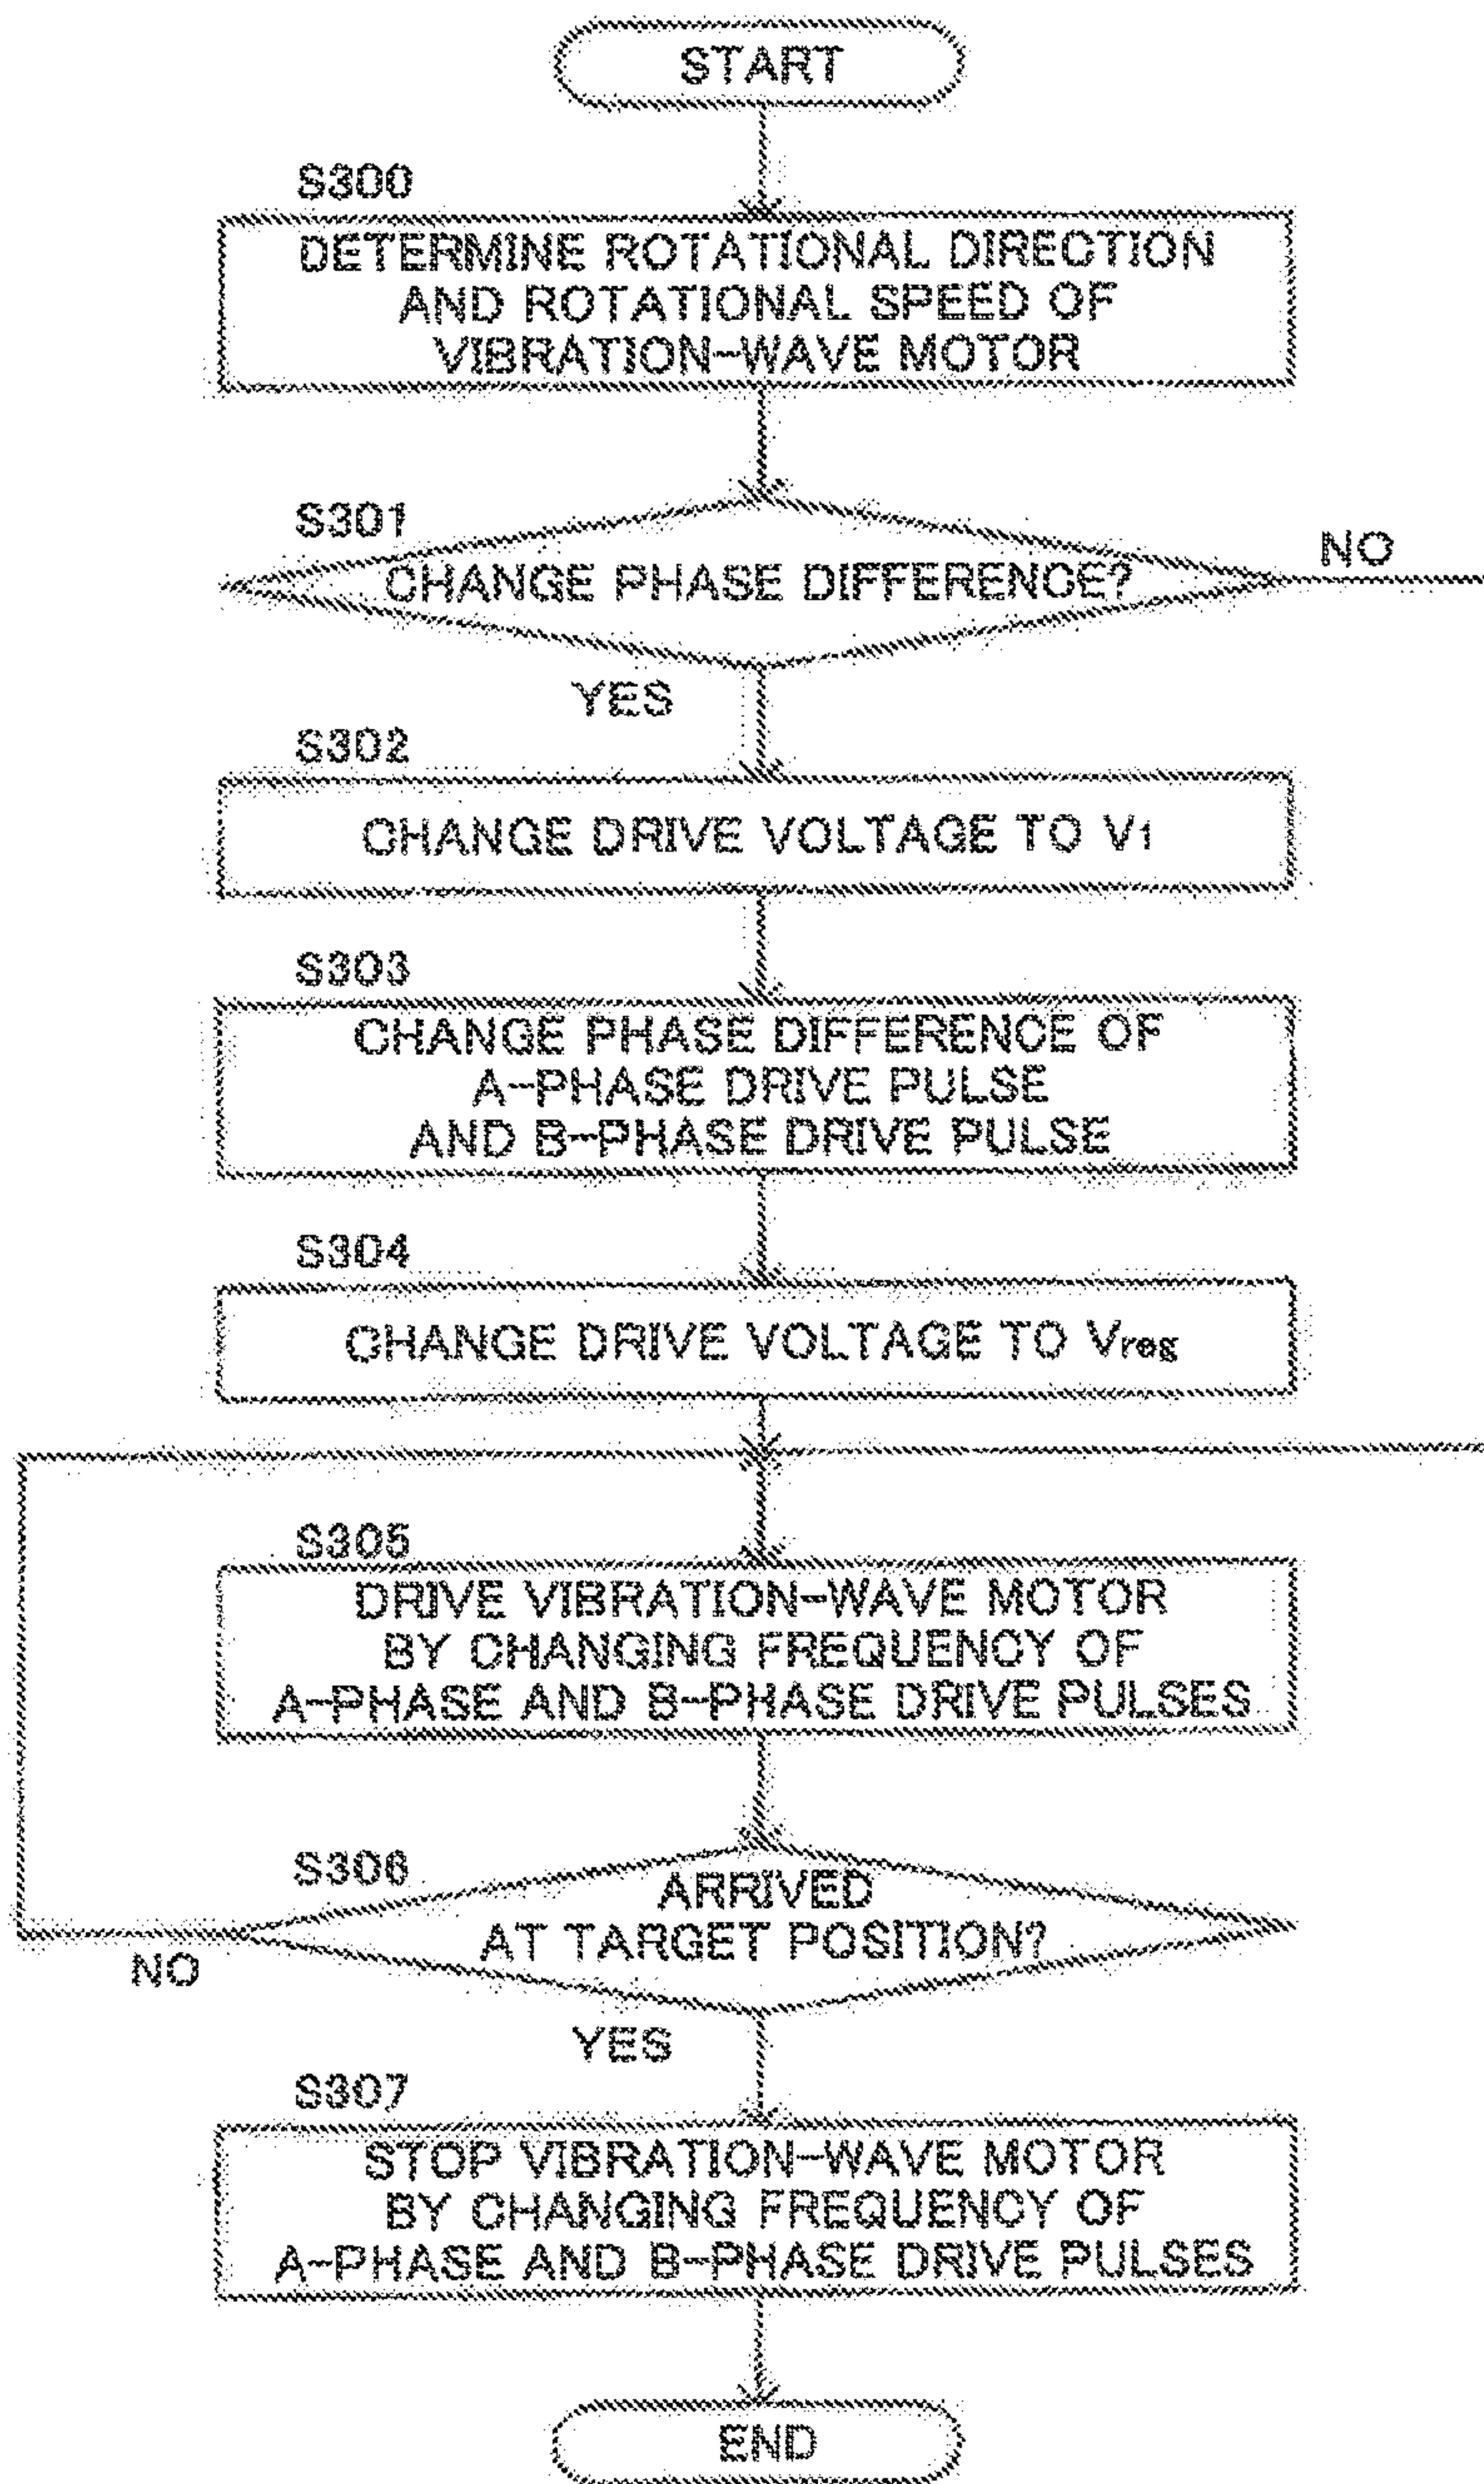 START
S300
DETERMINE ROTATIONAL DIRECTION
AND ROTATIONAL SPEED OF
VIBRATION-WAVE MOTOR
S301
CHANGE PHASE DIFFERENCE?
NO
YES
S302
CHANGE DRIVE VOLTAGE TO V1
S303
CHANGE PHASE DIFFERENCE OF
A-PHASE DRIVE PULSE
AND B-PHASE DRIVE PULSE
S304
CHANGE DRIVE VOLTAGE TO Vreg
S305
DRIVE VIBRATION-WAVE MOTOR
BY CHANGING FREQUENCY OF
A-PHASE AND B-PHASE DRIVE PULSES
S306
ARRIVED
AT TARGET POSITION?
NO
YES
S307
STOP VIBRATION-WAVE MOTOR
BY CHANGING FREQUENCY OF
A-PHASE AND B-PHASE DRIVE PULSES
END